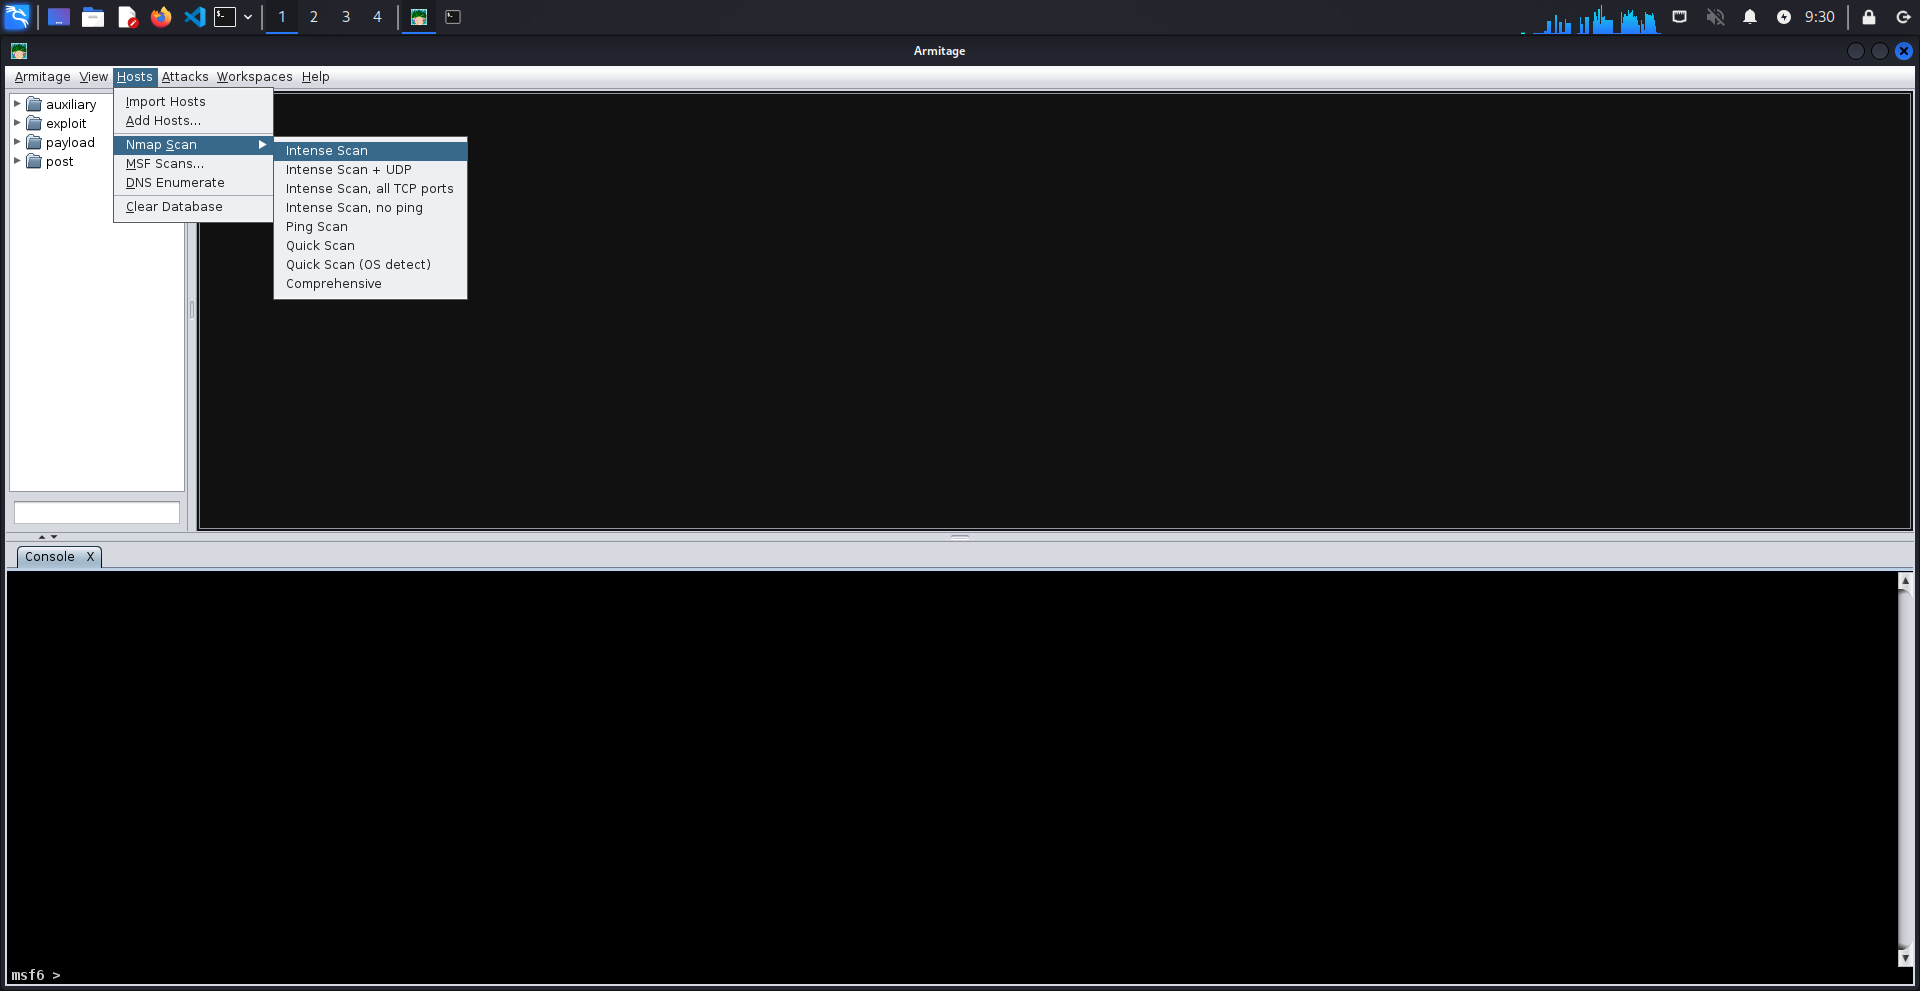 1 2 3 4 9:30
Armitage
Armitage View Hosts Attacks Workspaces Help
auxiliary
exploit
payload
post
Import Hosts
Add Hosts...
Nmap Scan
MSF Scans...
DNS Enumerate
Clear Database
Intense Scan
Intense Scan + UDP
Intense Scan, all TCP ports
Intense Scan, no ping
Ping Scan
Quick Scan
Quick Scan (OS detect)
Comprehensive
Console X
msf6 >